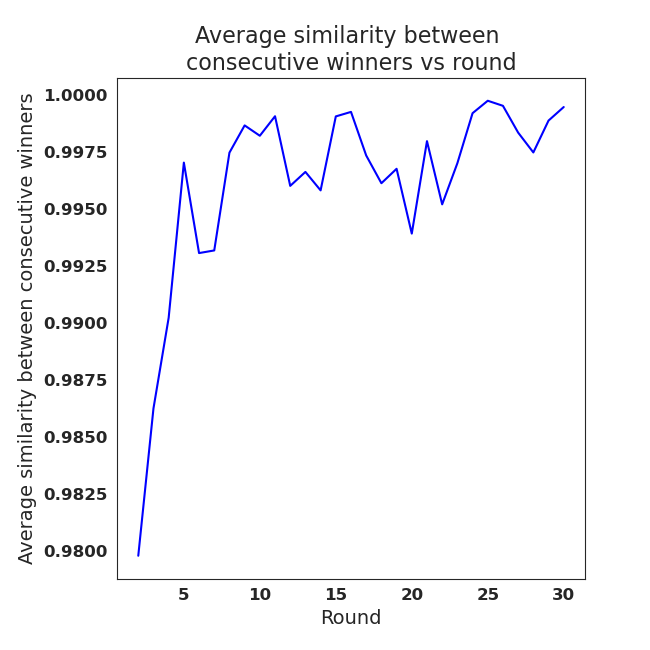 Average similarity between
consecutive winners vs round
Average similarity between consecutive winners
1.0000
0.9975
0.9950
0.9925
0.9900
0.9875
0.9850
0.9825
0.9800
5 10 15 20 25 30
Round